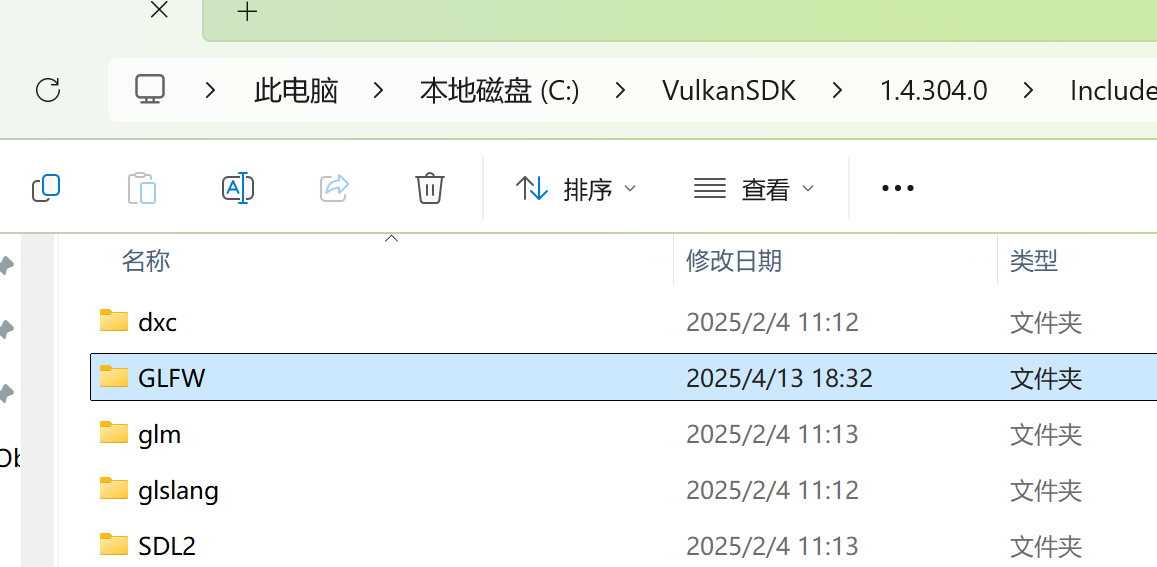 此电脑 本地磁盘 (C:) VulkanSDK 1.4.304.0 Include
排序 查看
名称 修改日期 类型
dxc 2025/2/4 11:12 文件夹
GLFW 2025/4/13 18:32 文件夹
glm 2025/2/4 11:13 文件夹
Ob
glslang 2025/2/4 11:12 文件夹
SDL2 2025/2/4 11:13 文件夹